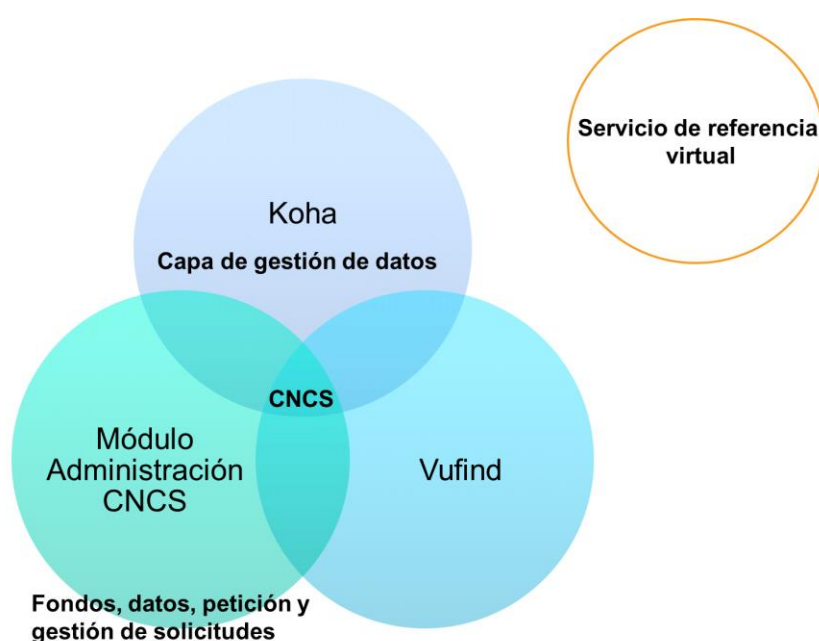 Servicio de referencia
virtual
Koha
Capa de gestión de datos
CNCS
Módulo
Administración
CNCS
Vufind
Fondos, datos, petición y
gestión de solicitudes